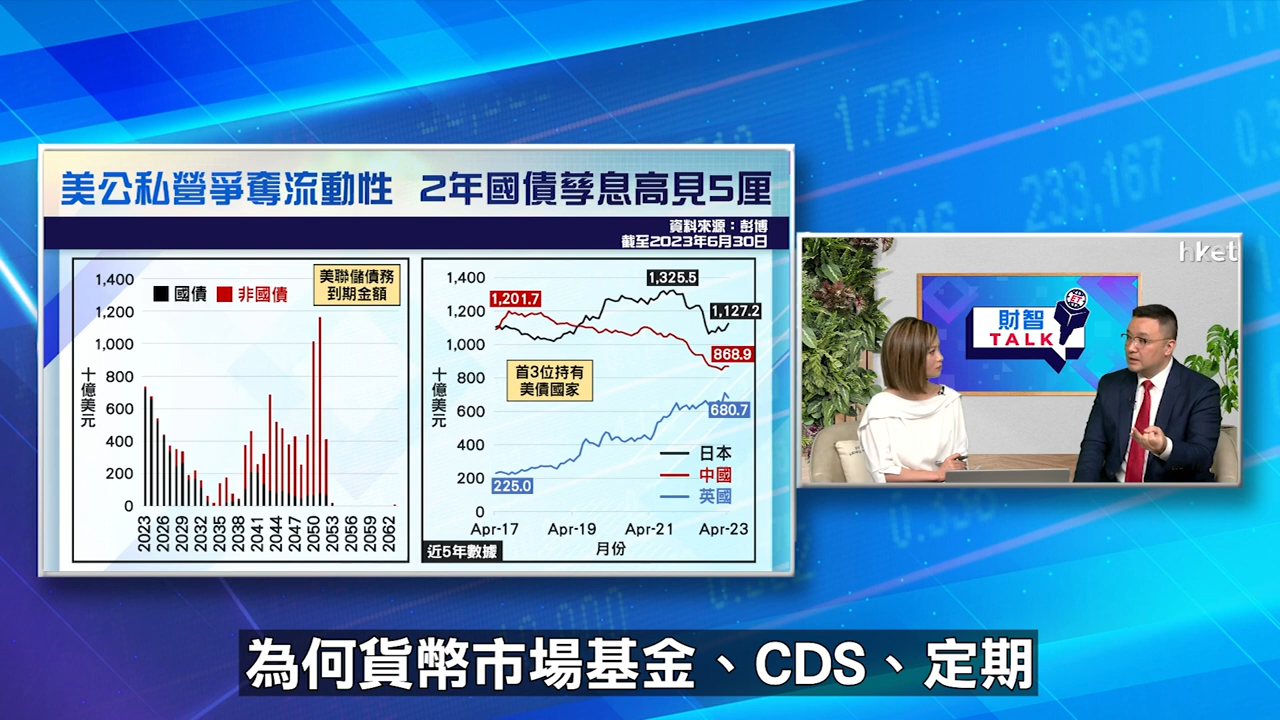 美公私營爭奪流動性 2年國債孳息高見5厘
資料來源：彭博
截至2023年6月30日
美聯儲債務
到期金額
國債 非國債
十億美元
1,400
1,200
1,000
800
600
400
200
0
2023 2026 2029 2032 2035 2038 2041 2044 2047 2050 2053 2056 2059 2062
十億美元
1,400
1,200
1,000
800
600
400
200
0
1,201.7
1,325.5
1,127.2
868.9
680.7
225.0
首3位持有
美債國家
日本
中國
英國
Apr-17 Apr-19 Apr-21 Apr-23
月份
近5年數據
hket
財智
TALK
1.720
9,996
233,167
為何貨幣市場基金、CDS、定期